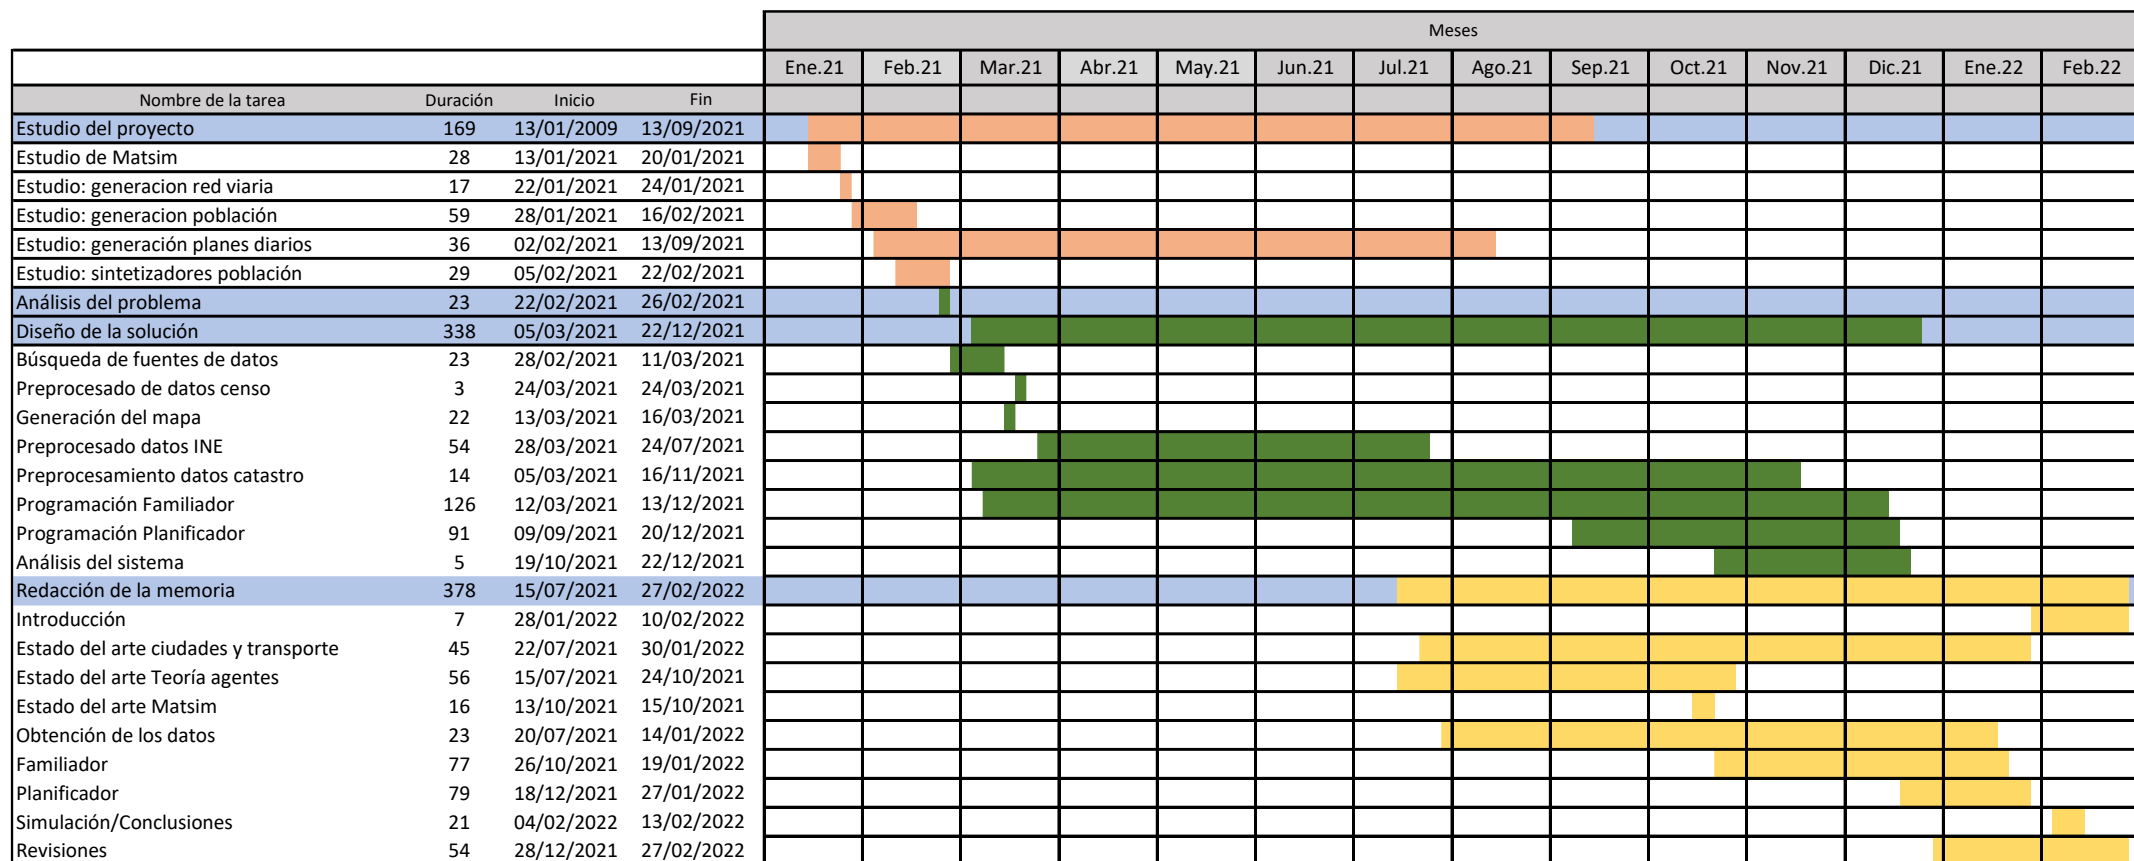 Meses
Ene.21 Feb.21 Mar.21 Abr.21 May.21 Jun.21 Jul.21 Ago.21 Sep.21 Oct.21 Nov.21 Dic.21 Ene.22 Feb.22
Nombre de la tarea Duración Inicio Fin
Estudio del proyecto 169 13/01/2009 13/09/2021
Estudio de Matsim 28 13/01/2021 20/01/2021
Estudio: generacion red viaria 17 22/01/2021 24/01/2021
Estudio: generacion población 59 28/01/2021 16/02/2021
Estudio: generación planes diarios 36 02/02/2021 13/09/2021
Estudio: sintetizadores población 29 05/02/2021 22/02/2021
Análisis del problema 23 22/02/2021 26/02/2021
Diseño de la solución 338 05/03/2021 22/12/2021
Búsqueda de fuentes de datos 23 28/02/2021 11/03/2021
Preprocesado de datos censo 3 24/03/2021 24/03/2021
Generación del mapa 22 13/03/2021 16/03/2021
Preprocesado datos INE 54 28/03/2021 24/07/2021
Preprocesamiento datos catastro 14 05/03/2021 16/11/2021
Programación Familiador 126 12/03/2021 13/12/2021
Programación Planificador 91 09/09/2021 20/12/2021
Análisis del sistema 5 19/10/2021 22/12/2021
Redacción de la memoria 378 15/07/2021 27/02/2022
Introducción 7 28/01/2022 10/02/2022
Estado del arte ciudades y transporte 45 22/07/2021 30/01/2022
Estado del arte Teoría agentes 56 15/07/2021 24/10/2021
Estado del arte Matsim 16 13/10/2021 15/10/2021
Obtención de los datos 23 20/07/2021 14/01/2022
Familiador 77 26/10/2021 19/01/2022
Planificador 79 18/12/2021 27/01/2022
Simulación/Conclusiones 21 04/02/2022 13/02/2022
Revisiones 54 28/12/2021 27/02/2022